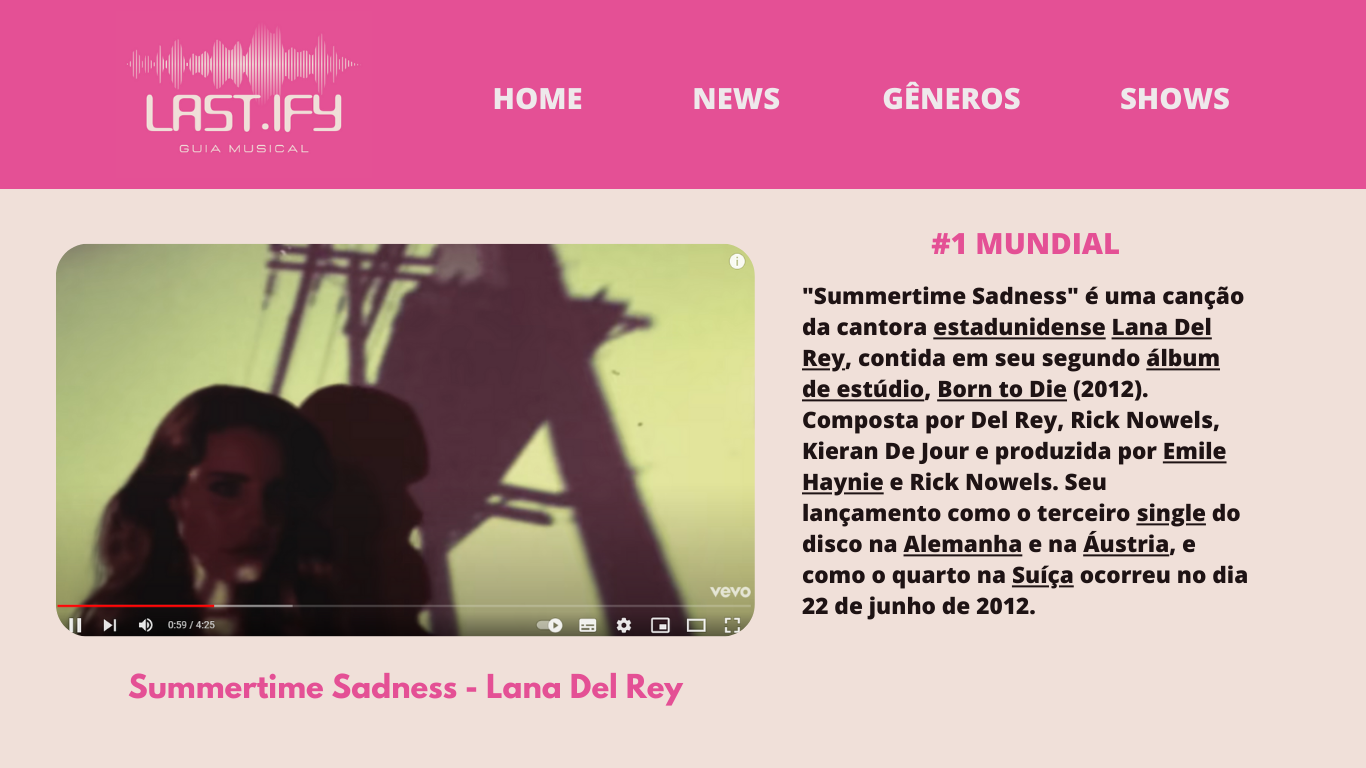 LAST.IFY
GUIA MUSICAL
HOME
NEWS
GÊNEROS
SHOWS
#1 MUNDIAL
"Summertime Sadness" é uma canção
da cantora estadunidense Lana Del
Rey, contida em seu segundo álbum
de estúdio, Born to Die (2012).
Composta por Del Rey, Rick Nowels,
Kieran De Jour e produzida por Emile
Haynie e Rick Nowels. Seu
lançamento como o terceiro single do
disco na Alemanha e na Áustria, e
como o quarto na Suíça ocorreu no dia
22 de junho de 2012.
vevo
0:59 / 4:25
Summertime Sadness - Lana Del Rey